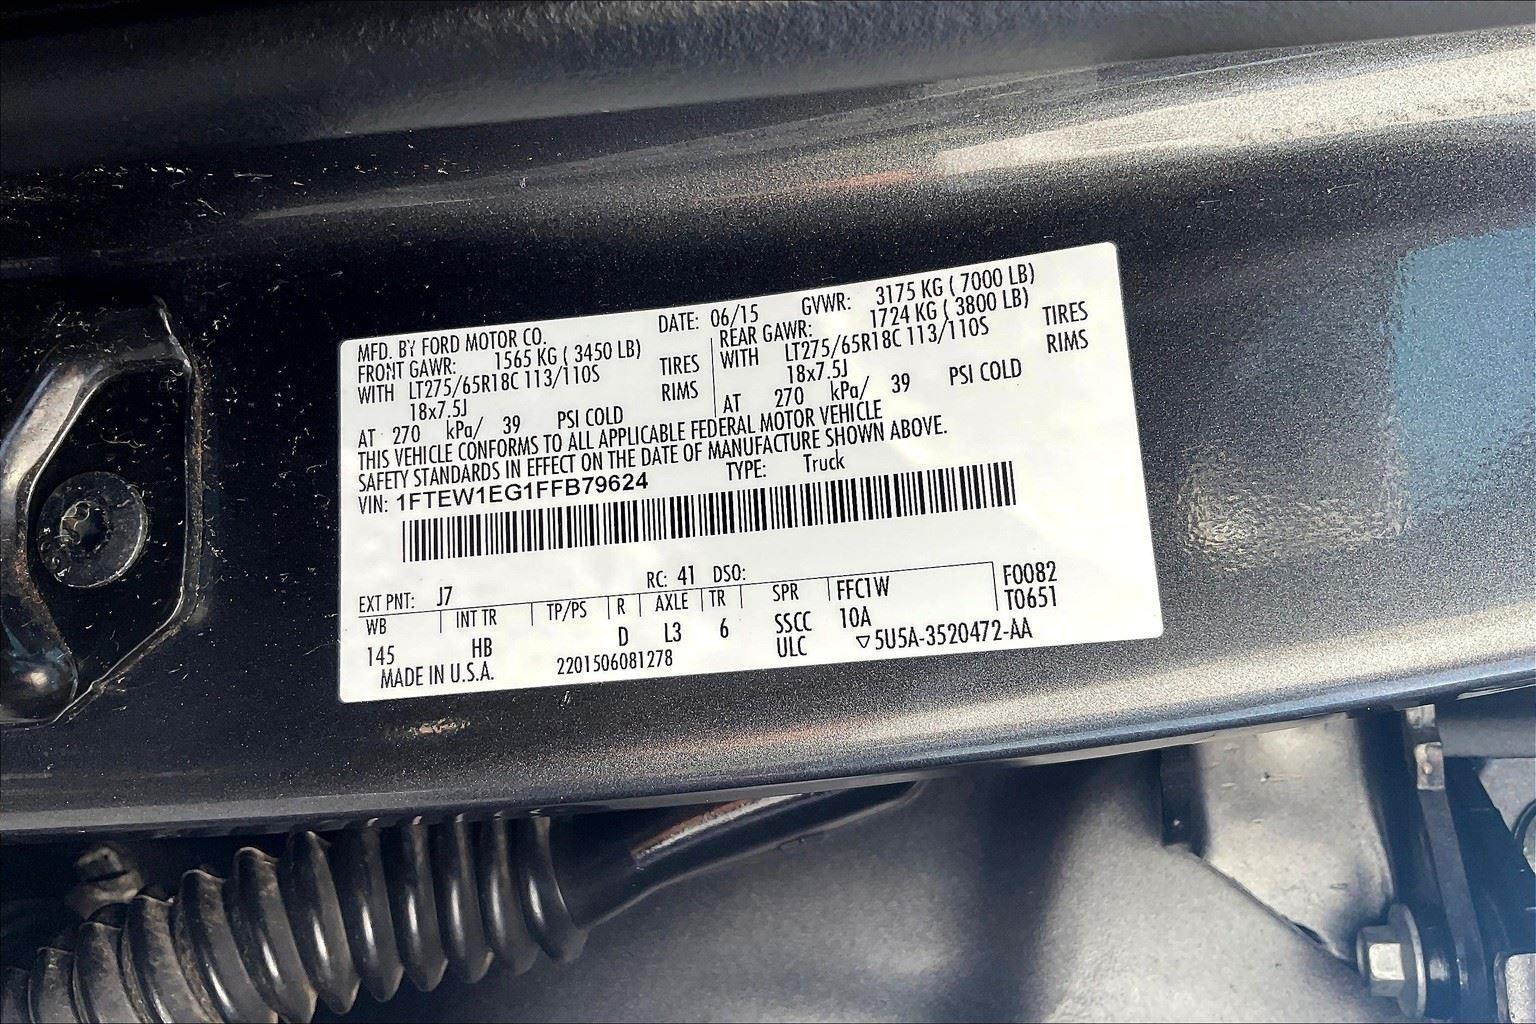 MFD. BY FORD MOTOR CO. DATE: 06/15 GVWR: 3175 KG ( 7000 LB)
FRONT GAWR: 1565 KG ( 3450 LB) REAR GAWR: 1724 KG ( 3800 LB)
WITH LT275/65R18C 113/110S TIRES WITH LT275/65R18C 113/110S TIRES
18x7.5J RIMS 18x7.5J RIMS
AT 270 kPa/ 39 PSI COLD AT 270 kPa/ 39 PSI COLD
THIS VEHICLE CONFORMS TO ALL APPLICABLE FEDERAL MOTOR VEHICLE
SAFETY STANDARDS IN EFFECT ON THE DATE OF MANUFACTURE SHOWN ABOVE.
VIN: 1FTEW1EG1FFB79624 TYPE: Truck
EXT PNT: J7 RC: 41 DSO: F0082
WB INT TR TP/PS R AXLE TR SPR FFC1W T0651
145 HB D L3 6 SSCC 10A
MADE IN U.S.A. 2201506081278 ULC ▽5U5A-3520472-AA